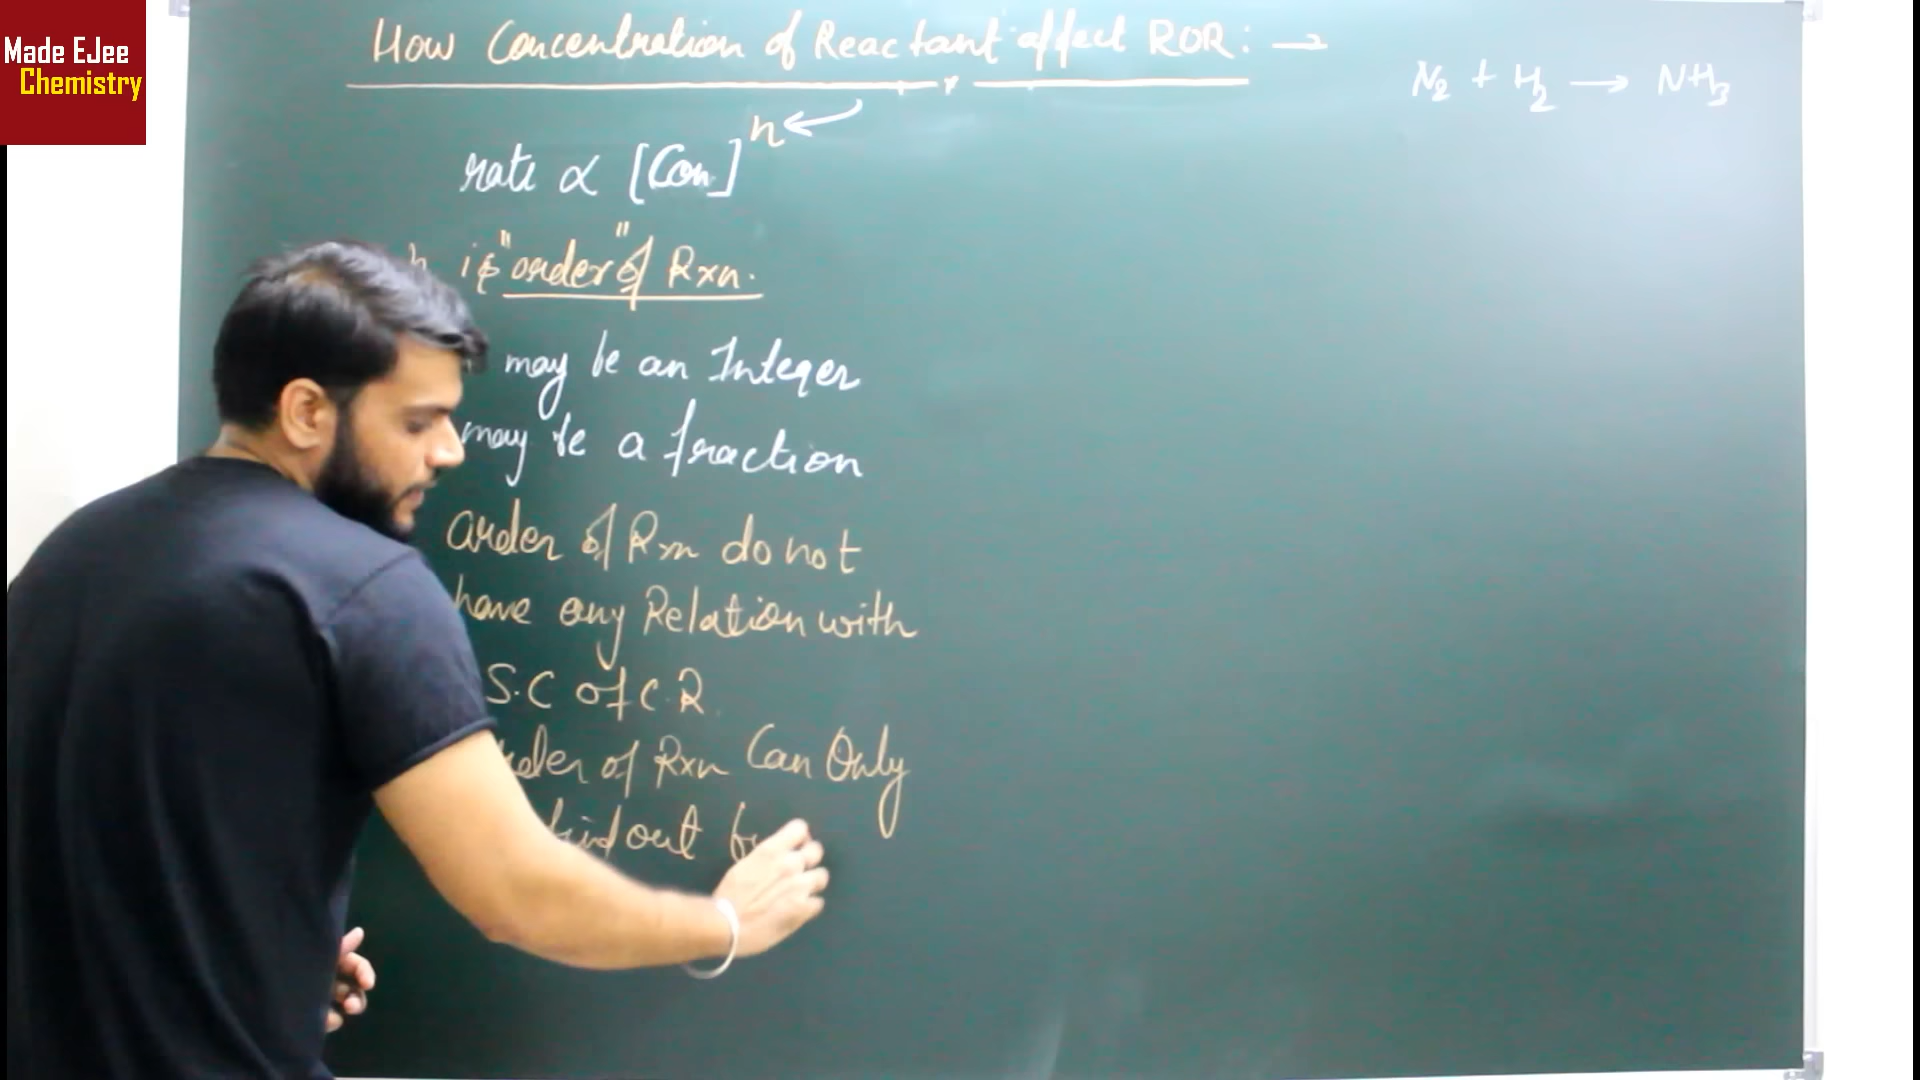 Made EJee
Chemistry
How Concentration of Reactant affect ROR : →
N2 + H2 → NH3
rate ∝ [Con]^n
is "order" of Rxn.
may be an Integer
may be a fraction
order of Rxn do not
have any Relation with
S.C of C.R.
of Rxn Can Only
find out by